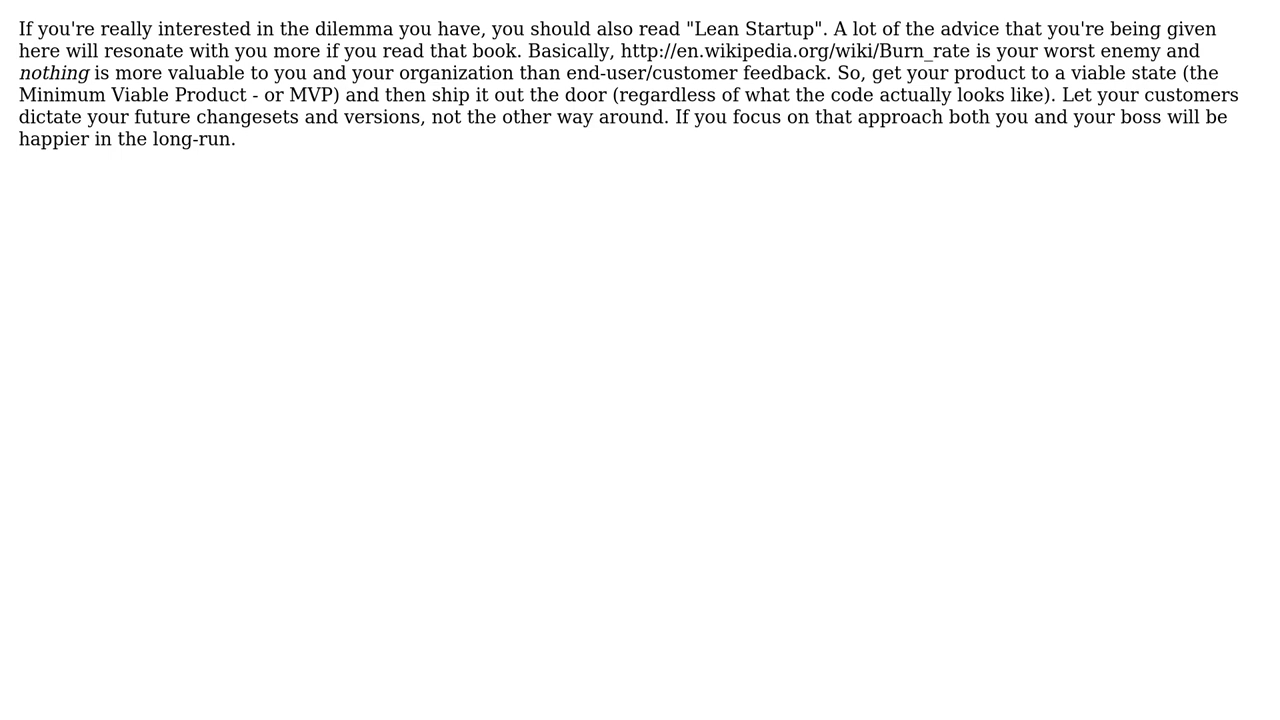 If you're really interested in the dilemma you have, you should also read "Lean Startup". A lot of the advice that you're being given
here will resonate with you more if you read that book. Basically, http://en.wikipedia.org/wiki/Burn_rate is your worst enemy and
nothing is more valuable to you and your organization than end-user/customer feedback. So, get your product to a viable state (the
Minimum Viable Product - or MVP) and then ship it out the door (regardless of what the code actually looks like). Let your customers
dictate your future changesets and versions, not the other way around. If you focus on that approach both you and your boss will be
happier in the long-run.